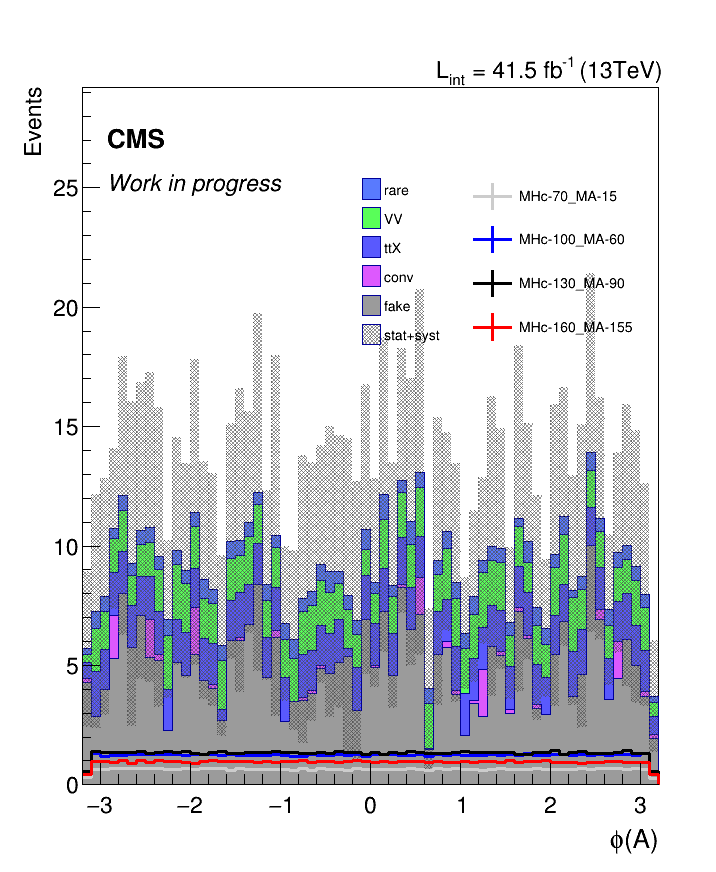 L_int = 41.5 fb^-1 (13TeV)
Events
CMS
Work in progress
rare
VV
ttX
conv
fake
stat+syst
MHc-70_MA-15
MHc-100_MA-60
MHc-130_MA-90
MHc-160_MA-155
25
20
15
10
5
0
−3 −2 −1 0 1 2 3
ϕ(A)